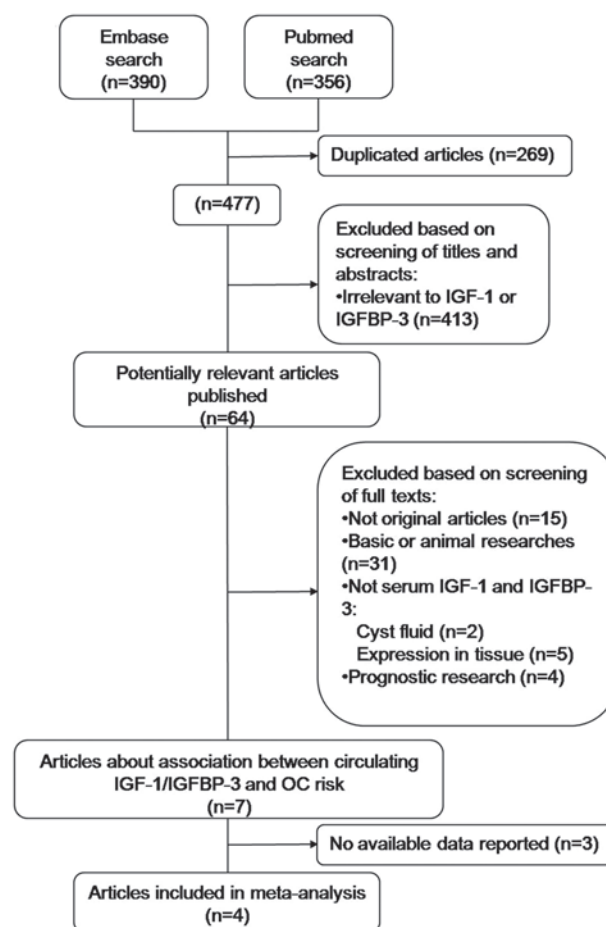 Embase
search
(n=390)
Pubmed
search
(n=356)
Duplicated articles (n=269)
(n=477)
Excluded based on
screening of titles and
abstracts:
•Irrelevant to IGF-1 or
IGFBP-3 (n=413)
Potentially relevant articles
published
(n=64)
Excluded based on screening
of full texts:
•Not original articles (n=15)
•Basic or animal researches
(n=31)
•Not serum IGF-1 and IGFBP-
3:
Cyst fluid (n=2)
Expression in tissue (n=5)
•Prognostic research (n=4)
Articles about association between circulating
IGF-1/IGFBP-3 and OC risk
(n=7)
No available data reported (n=3)
Articles included in meta-analysis
(n=4)